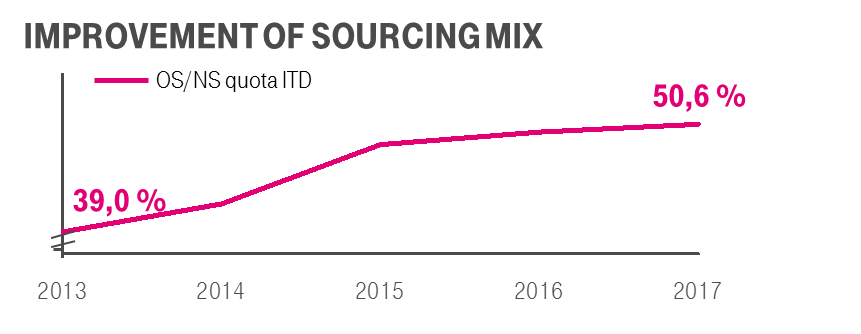 IMPROVEMENT OF SOURCING MIX
OS/NS quota ITD
50,6 %
39,0 %
2013 2014 2015 2016 2017